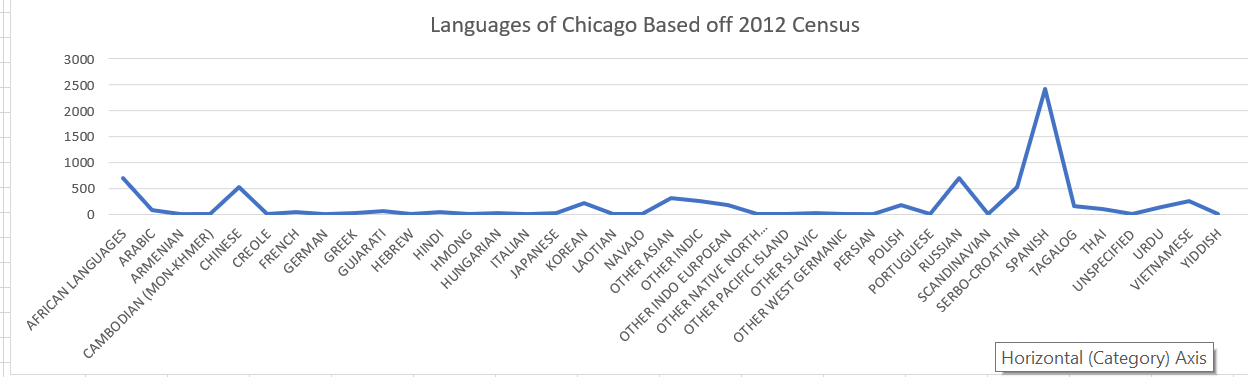 Languages of Chicago Based off 2012 Census
3000
2500
2000
1500
1000
500
0
AFRICAN LANGUAGES
ARABIC
ARMENIAN
CAMBODIAN (MON-KHMER)
CHINESE
CREOLE
FRENCH
GERMAN
GREEK
GUJARATI
HEBREW
HINDI
HMONG
HUNGARIAN
ITALIAN
JAPANESE
KOREAN
LAOTIAN
NAVAJO
OTHER ASIAN
OTHER INDIC
OTHER INDO EURPOEAN
OTHER NATIVE NORTH…
OTHER PACIFIC ISLAND
OTHER SLAVIC
OTHER WEST GERMANIC
PERSIAN
POLISH
PORTUGUESE
RUSSIAN
SCANDINAVIAN
SERBO-CROATIAN
SPANISH
TAGALOG
THAI
UNSPECIFIED
URDU
VIETNAMESE
YIDDISH
Horizontal (Category) Axis